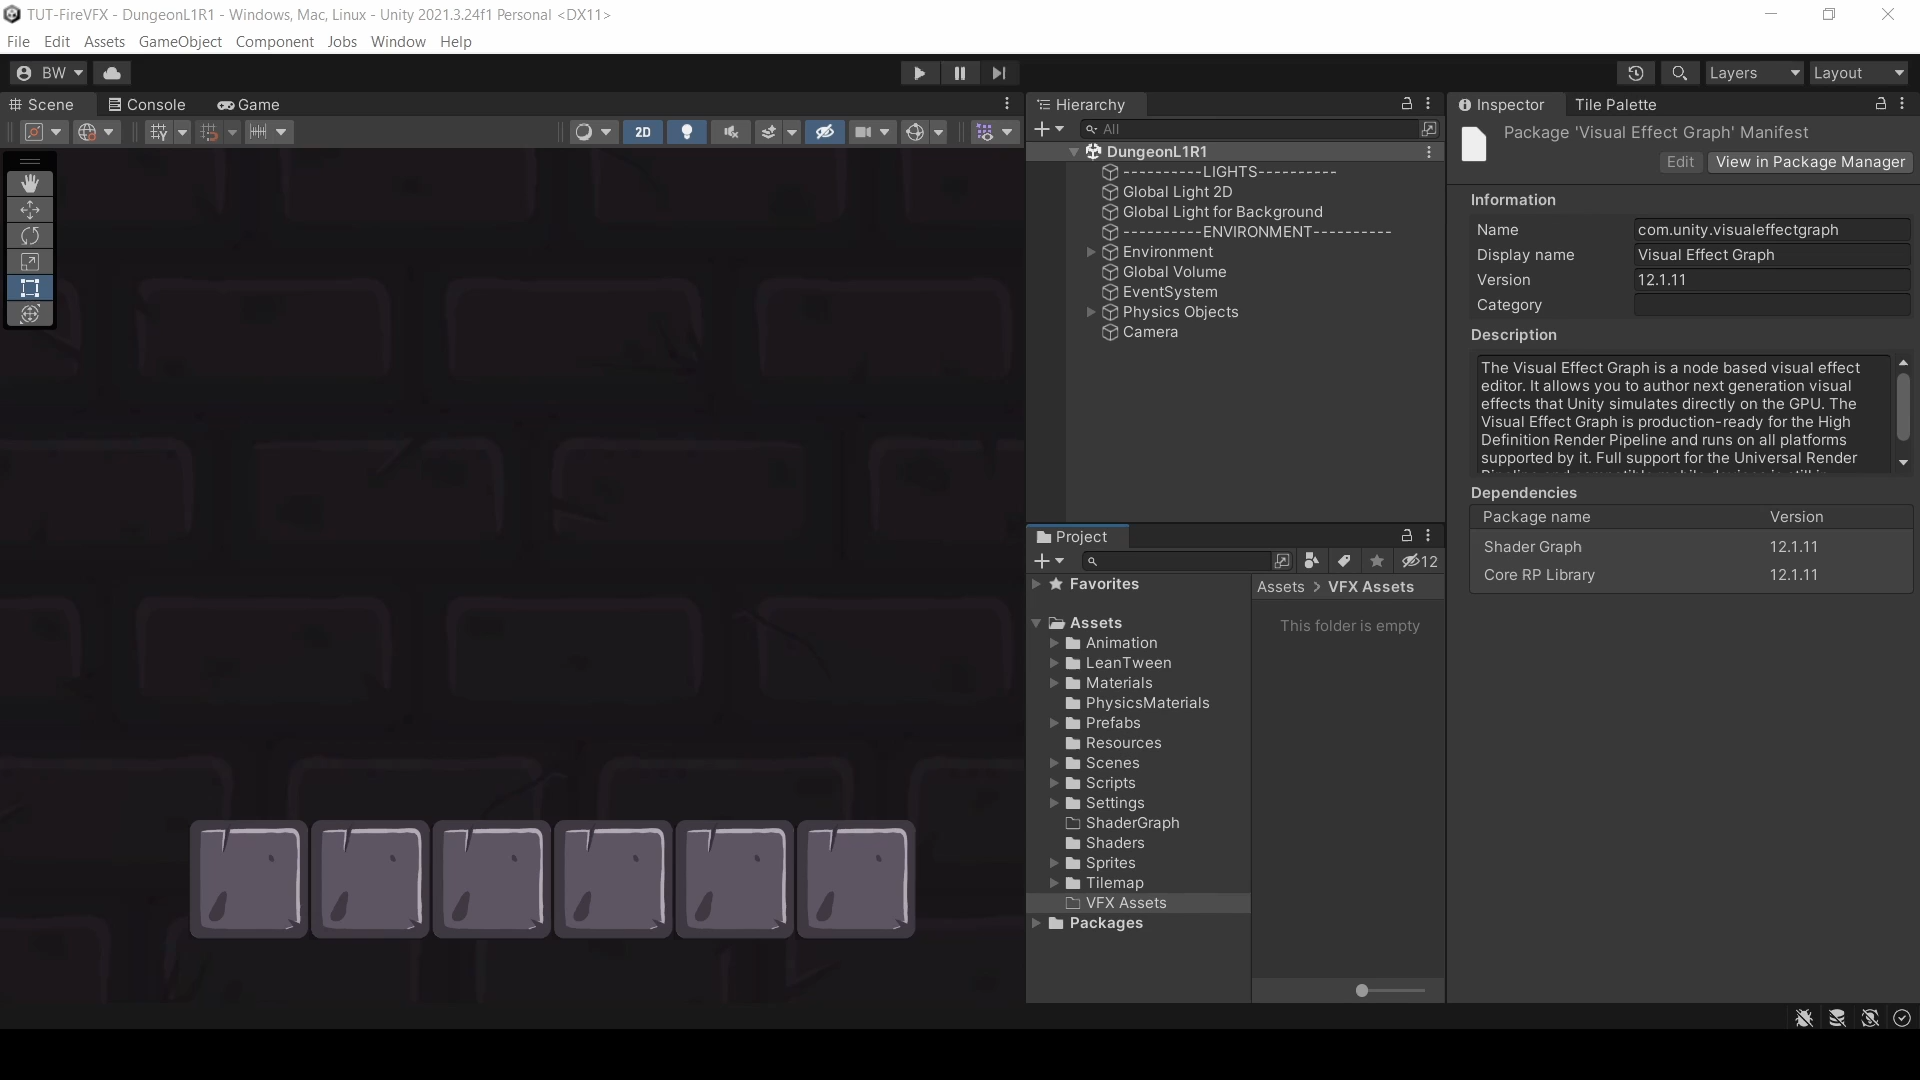 TUT-FireVFX - DungeonL1R1 - Windows, Mac, Linux - Unity 2021.3.24f1 Personal <DX11>
File Edit Assets GameObject Component Jobs Window Help
BW
Layers Layout
Scene Console Game
2D
Hierarchy
All
DungeonL1R1
----------LIGHTS----------
Global Light 2D
Global Light for Background
----------ENVIRONMENT----------
Environment
Global Volume
EventSystem
Physics Objects
Camera
Project
12
Favorites
Assets
Animation
LeanTween
Materials
PhysicsMaterials
Prefabs
Resources
Scenes
Scripts
Settings
ShaderGraph
Shaders
Sprites
Tilemap
VFX Assets
Packages
Assets > VFX Assets
This folder is empty
Inspector Tile Palette
Package 'Visual Effect Graph' Manifest
Edit View in Package Manager
Information
Name com.unity.visualeffectgraph
Display name Visual Effect Graph
Version 12.1.11
Category
Description
The Visual Effect Graph is a node based visual effect
editor. It allows you to author next generation visual
effects that Unity simulates directly on the GPU. The
Visual Effect Graph is production-ready for the High
Definition Render Pipeline and runs on all platforms
supported by it. Full support for the Universal Render
Dependencies
Package name Version
Shader Graph 12.1.11
Core RP Library 12.1.11